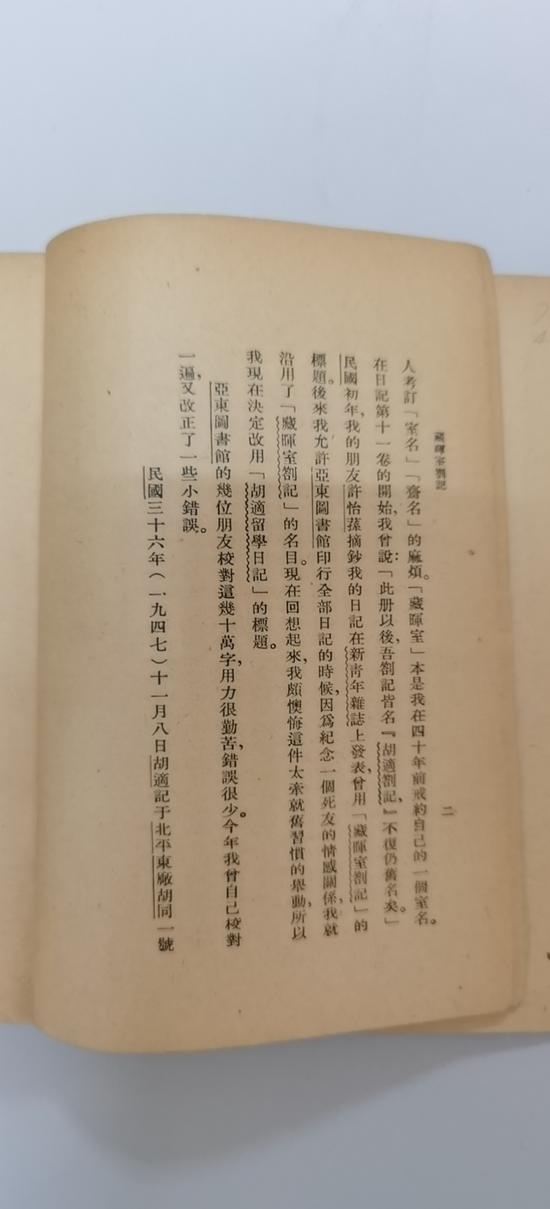 藏暉室劄記
二
人考訂「室名」「齋名」的麻煩。「藏暉室」本是我在四十年前戒約自己的一個室名。
在日記第十一卷的開始，我曾說：「此册以後，吾劄記皆名『胡適劄記，』不復仍舊名矣。」
民國初年，我的朋友許怡蓀摘鈔我的日記在新靑年雜誌上發表，曾用「藏暉室劄記」的
標題。後來我允許亞東圖書館印行全部日記的時候，因爲紀念一個死友的情感關係，我就
沿用了「藏暉室劄記」的名目。現在回想起來，我頗懊悔這件太牽就舊習慣的舉動，所以
我現在決定改用「胡適留學日記」的標題。
亞東圖書館的幾位朋友校對這幾十萬字，用力很勤苦，錯誤很少。今年我曾自己校對
一遍，又改正了一些小錯誤。
民國三十六年（一九四七）十一月八日胡適記于北平東廠胡同一號